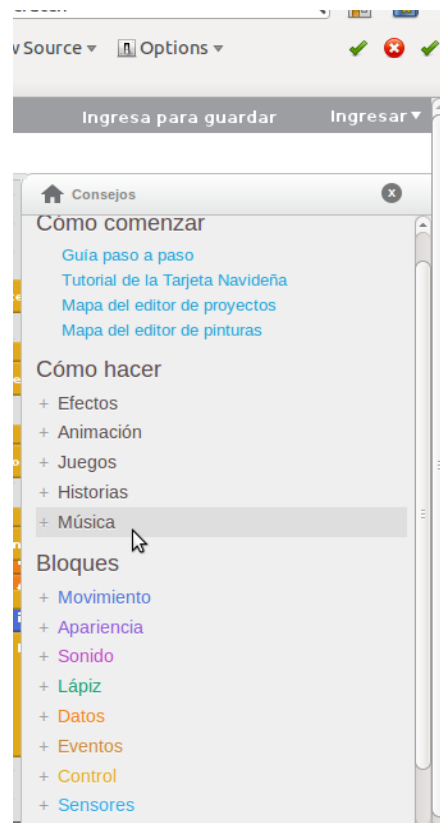 Source ▾ Options ▾
Ingresa para guardar Ingresar ▾
Consejos
Cómo comenzar
Guía paso a paso
Tutorial de la Tarjeta Navideña
Mapa del editor de proyectos
Mapa del editor de pinturas
Cómo hacer
+ Efectos
+ Animación
+ Juegos
+ Historias
+ Música
Bloques
+ Movimiento
+ Apariencia
+ Sonido
+ Lápiz
+ Datos
+ Eventos
+ Control
+ Sensores